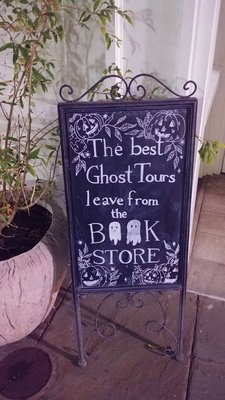 The best
Ghost Tours
leave from
the
BOOK
STORE